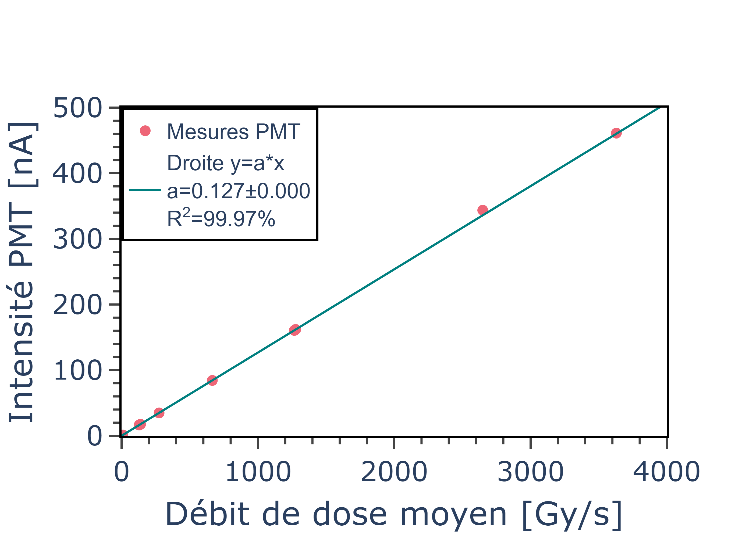 500
400
300
200
100
0
Intensité PMT [nA]
Mesures PMT
Droite y=a*x
a=0.127±0.000
R²=99.97%
0 1000 2000 3000 4000
Débit de dose moyen [Gy/s]